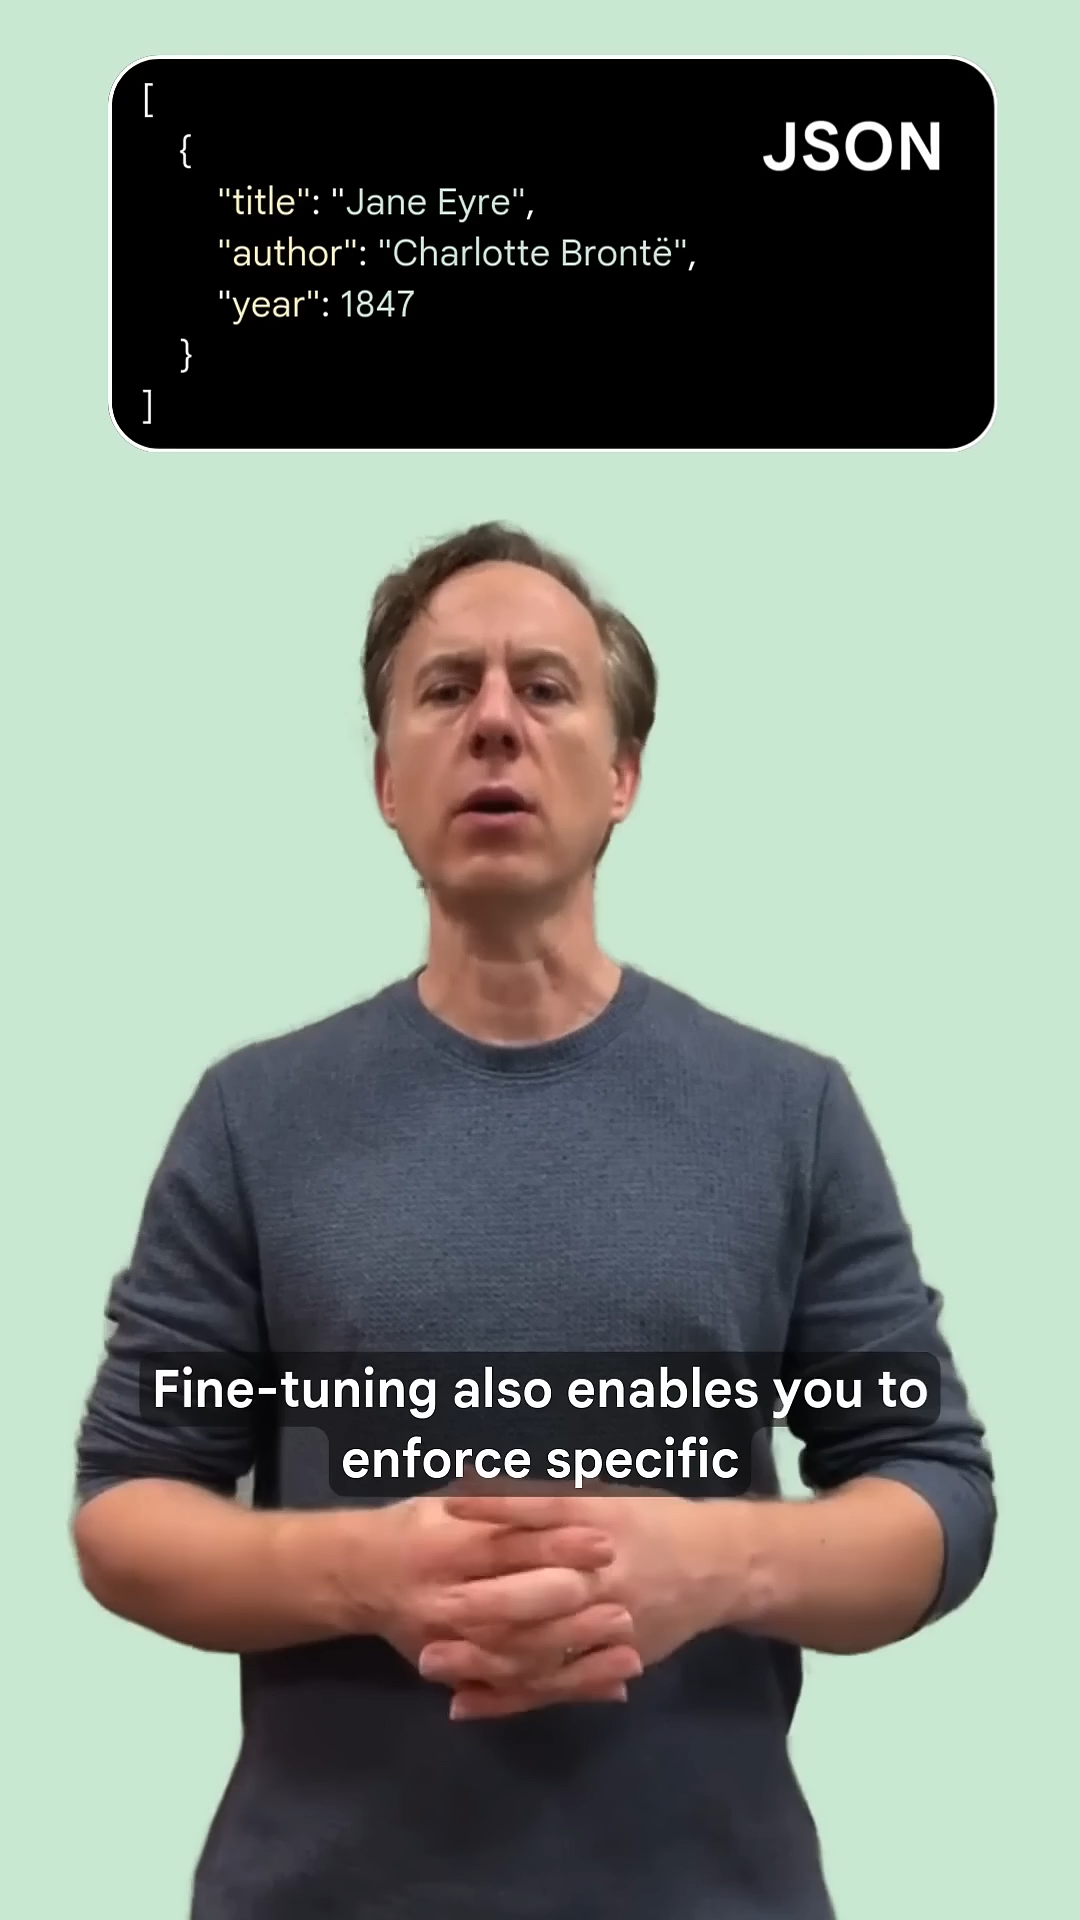 [
{
JSON
"title": "Jane Eyre",
"author": "Charlotte Brontë",
"year": 1847
}
]
Fine-tuning also enables you to
enforce specific